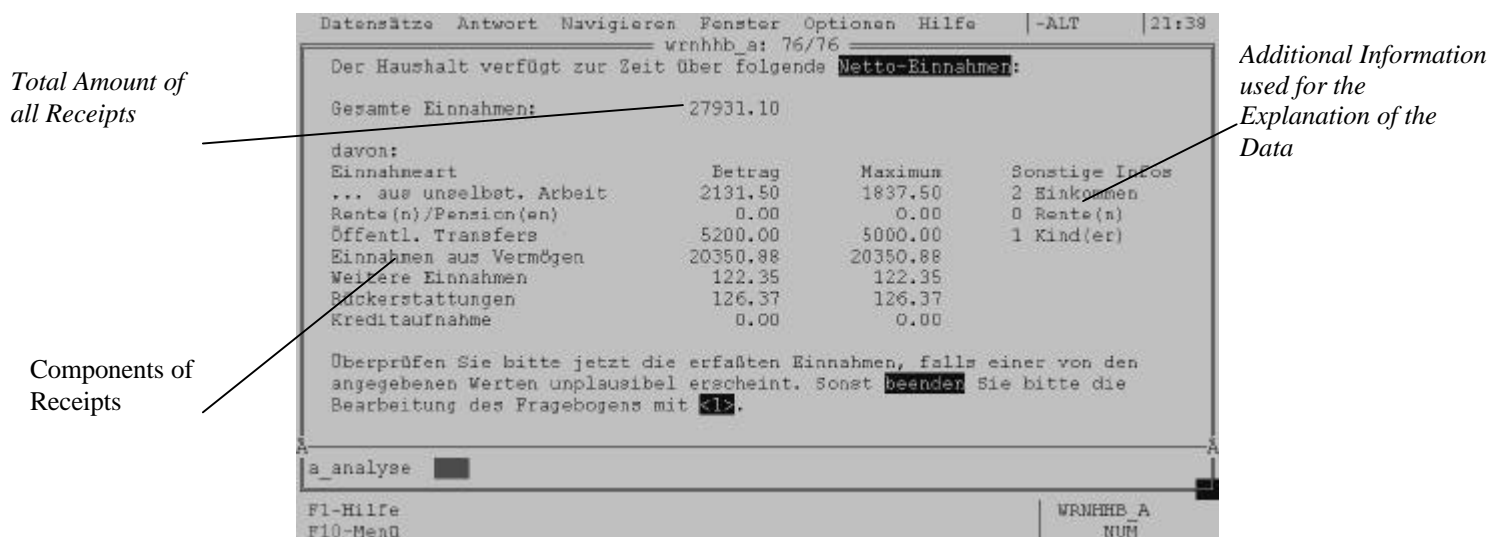 Datensätze Antwort Navigieren Fenster Optionen Hilfe -ALT 21:39
wrnhhb_a: 76/76
Der Haushalt verfügt zur Zeit über folgende Netto-Einnahmen:
Gesamte Einnahmen: 27931.10
davon:
Einnahmeart Betrag Maximum Sonstige Infos
... aus unselbst. Arbeit 2131.50 1837.50 2 Einkommen
Rente(n)/Pension(en) 0.00 0.00 0 Rente(n)
Öffentl. Transfers 5200.00 5000.00 1 Kind(er)
Einnahmen aus Vermögen 20350.88 20350.88
Weitere Einnahmen 122.35 122.35
Rückerstattungen 126.37 126.37
Kreditaufnahme 0.00 0.00
Überprüfen Sie bitte jetzt die erfaßten Einnahmen, falls einer von den
angegebenen Werten unplausibel erscheint. Sonst beenden Sie bitte die
Bearbeitung des Fragebogens mit <1>.
A A
a_analyse
F1-Hilfe WRNHHB_A
F10-Menü NUM
Total Amount of
all Receipts
Components of
Receipts
Additional Information
used for the
Explanation of the
Data